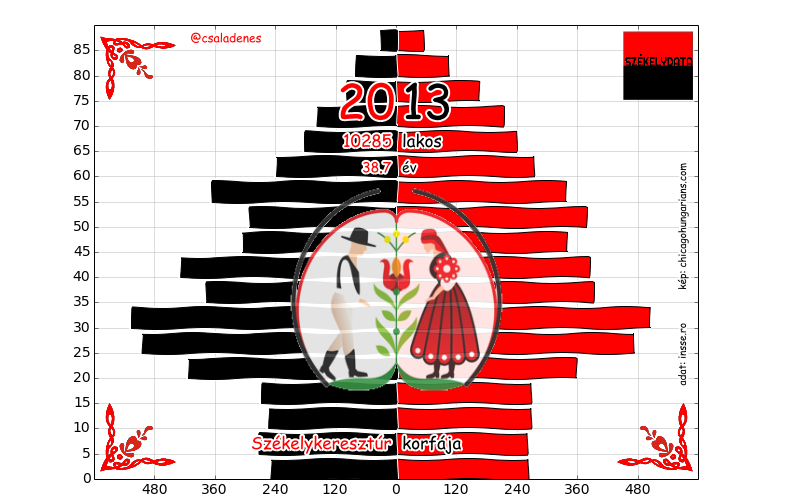 @csaladenes
SZÉKELYDATA
2013
10285 lakos
38.7 év
kép: chicagohungarians.com
adat: insse.ro
Székelykeresztúr korfája
85
80
75
70
65
60
55
50
45
40
35
30
25
20
15
10
5
0
480 360 240 120 0 120 240 360 480